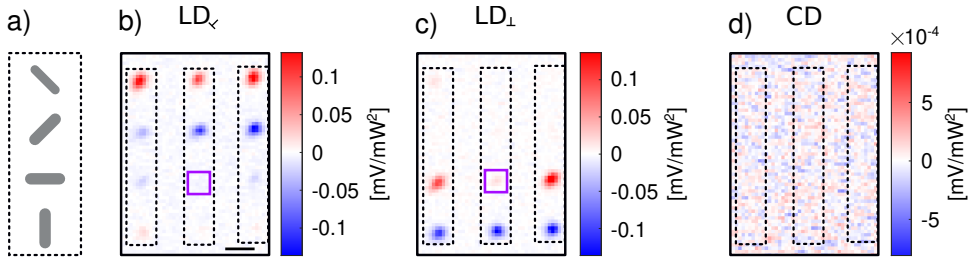 a)
b)
LD⦟
0.1
0.05
0
-0.05
-0.1
[mV/mW²]
c)
LD⊥
0.1
0.05
0
-0.05
-0.1
[mV/mW²]
d)
CD
×10⁻⁴
5
0
-5
[mV/mW²]